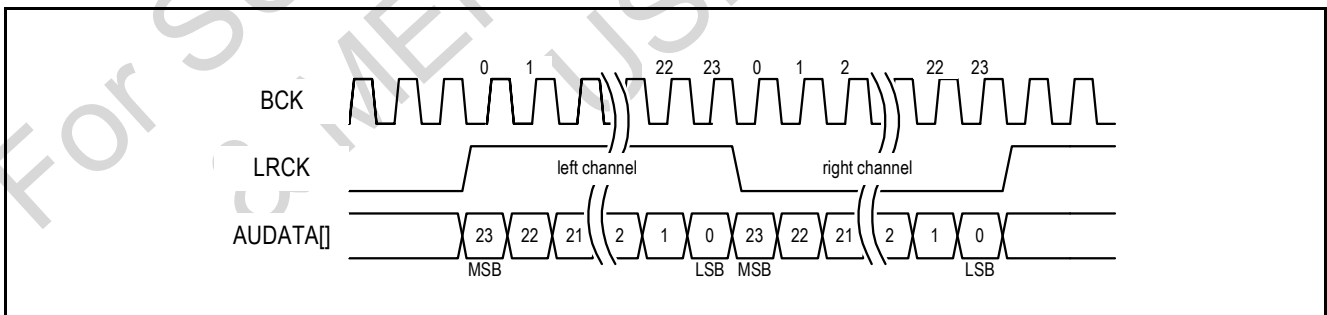 0 1 22 23 0 1 2 22 23
BCK
LRCK left channel right channel
AUDATA[] 23 22 21 2 1 0 23 22 21 2 1 0
MSB LSB MSB LSB
For